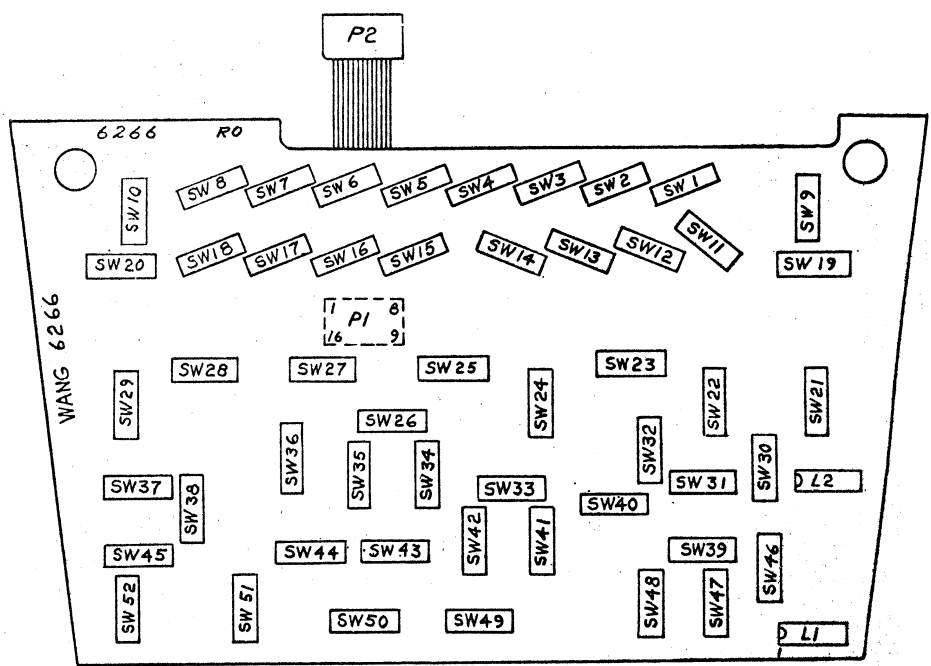 P2
6266 RO
SW10 SW8 SW7 SW6 SW5 SW4 SW3 SW2 SW1 SW9
SW20 SW18 SW17 SW16 SW15 SW14 SW13 SW12 SW11 SW19
WANG 6266
1 8
P1
16 9
SW29 SW28 SW27 SW25 SW24 SW23 SW22 SW21
SW26
SW36 SW35 SW34 SW32 SW30
SW37 SW38 SW33 SW40 SW31 L2
SW45 SW44 SW43 SW42 SW41 SW39 SW46
SW52 SW51 SW50 SW49 SW48 SW47 L1
1